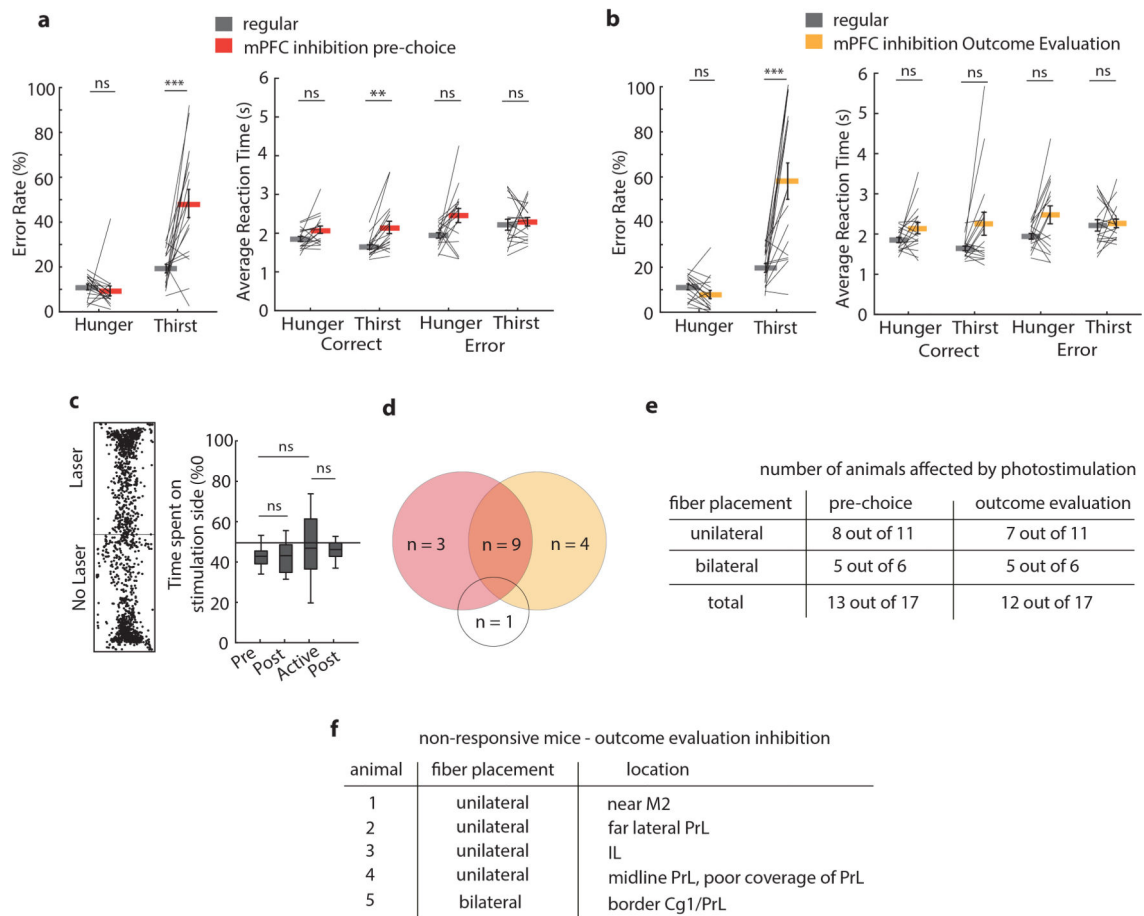 a
regular
mPFC inhibition pre-choice
Error Rate (%)
100
80
60
40
20
0
ns
***
Hunger
Thirst
Average Reaction Time (s)
6
5
4
3
2
1
0
ns
**
ns
ns
Hunger Thirst Hunger Thirst
Correct Error
b
regular
mPFC inhibition Outcome Evaluation
Error Rate (%)
100
80
60
40
20
0
ns
***
Hunger
Thirst
Average Reaction Time (s)
6
5
4
3
2
1
0
ns
ns
ns
ns
Hunger Thirst Hunger Thirst
Correct Error
c
Laser
No Laser
Time spent on
stimulation side (%0
100
80
60
40
20
0
ns
ns
ns
Pre
Post
Active
Post
d
n = 3
n = 9
n = 4
n = 1
e
number of animals affected by photostimulation
fiber placement pre-choice outcome evaluation
unilateral 8 out of 11 7 out of 11
bilateral 5 out of 6 5 out of 6
total 13 out of 17 12 out of 17
f
non-responsive mice - outcome evaluation inhibition
animal fiber placement location
1 unilateral near M2
2 unilateral far lateral PrL
3 unilateral IL
4 unilateral midline PrL, poor coverage of PrL
5 bilateral border Cg1/PrL